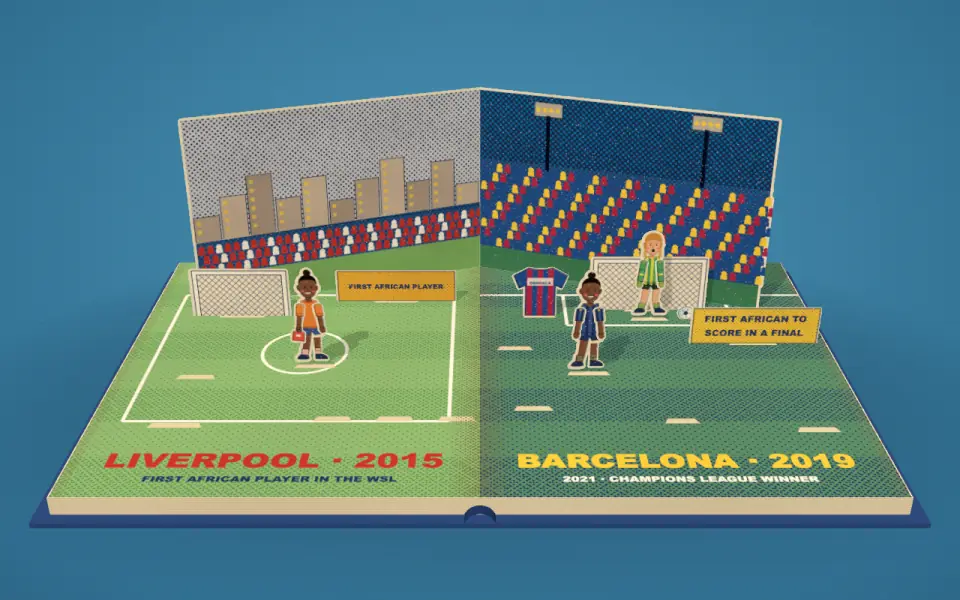 FIRST AFRICAN PLAYER
FIRST AFRICAN TO
SCORE IN A FINAL
LIVERPOOL · 2015
FIRST AFRICAN PLAYER IN THE WSL
BARCELONA · 2019
2021 · CHAMPIONS LEAGUE WINNER